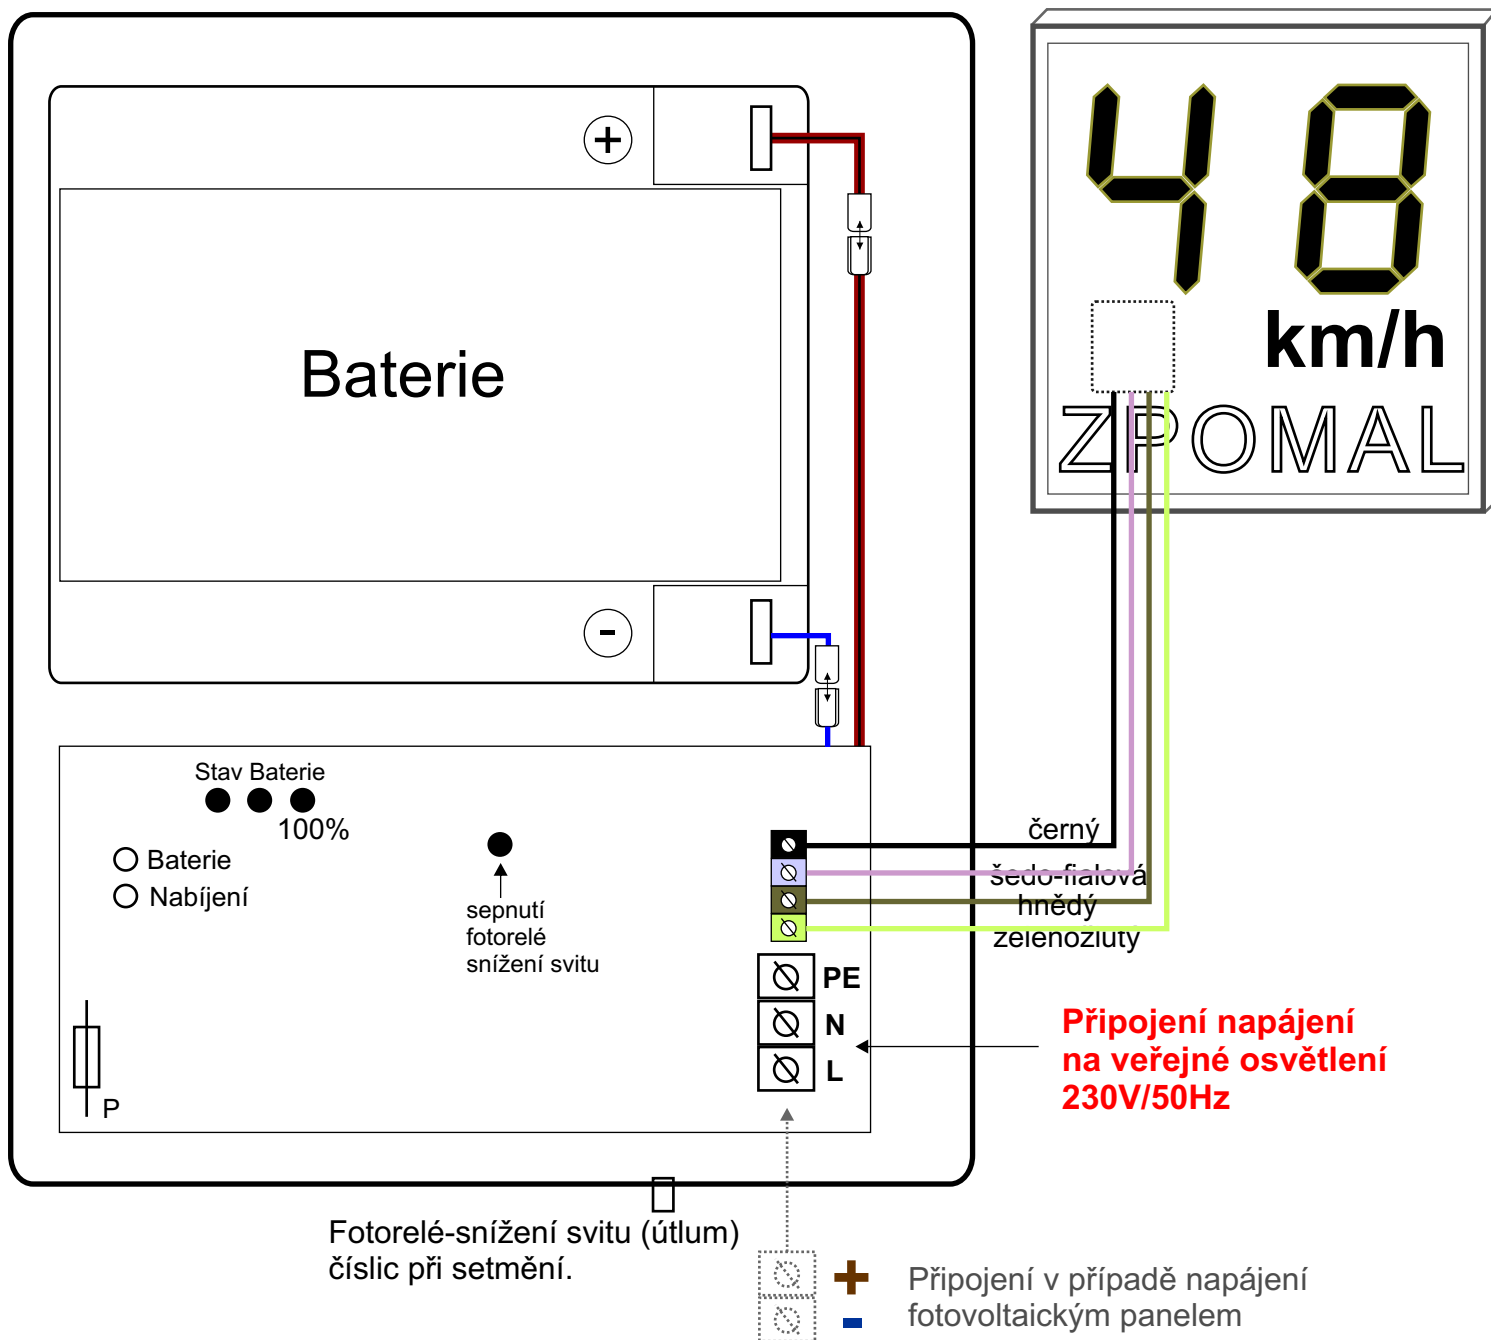 48
km/h
ZPOMAL
+
Baterie
-
Stav Baterie
100%
Baterie
Nabíjení
sepnutí
fotorelé
snížení svitu
P
černý
šedo-fialová
hnědý
zelenožlutý
PE
N
L
Připojení napájení
na veřejné osvětlení
230V/50Hz
Fotorelé-snížení svitu (útlum)
číslic při setmění.
+
-
Připojení v případě napájení
fotovoltaickým panelem